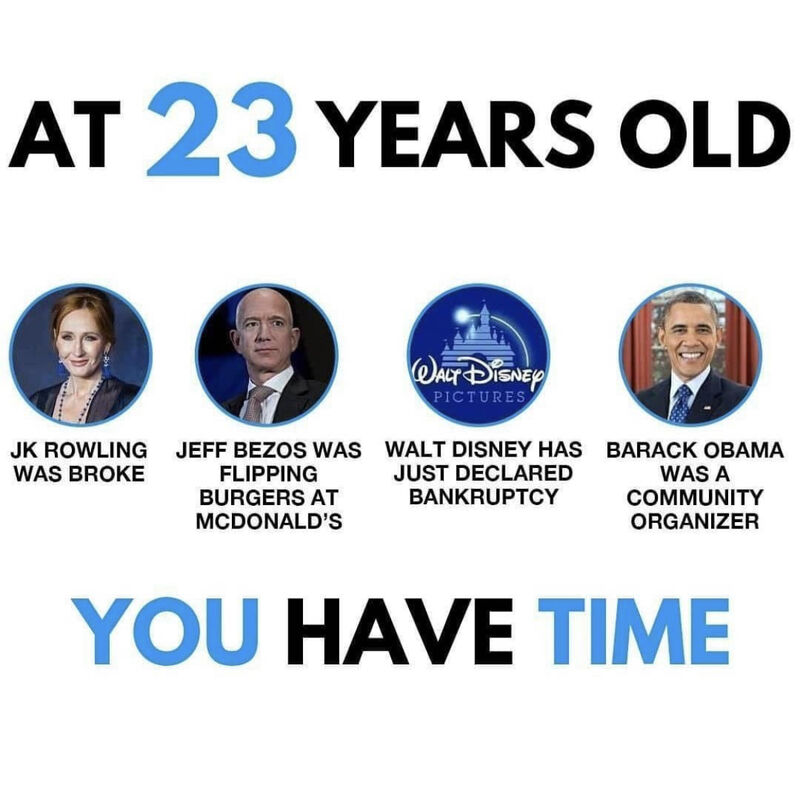 AT 23 YEARS OLD
WALT DISNEY
PICTURES
JK ROWLING
WAS BROKE
JEFF BEZOS WAS
FLIPPING
BURGERS AT
MCDONALD'S
WALT DISNEY HAS
JUST DECLARED
BANKRUPTCY
BARACK OBAMA
WAS A
COMMUNITY
ORGANIZER
YOU HAVE TIME